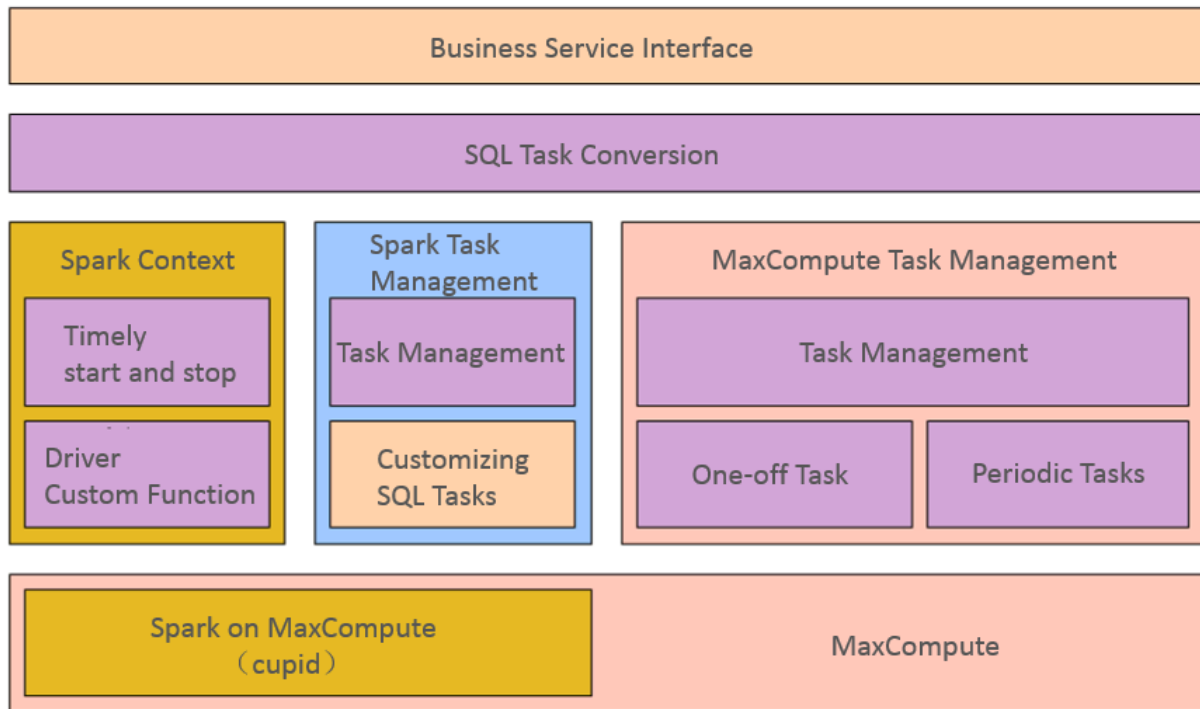 Business Service Interface
SQL Task Conversion
Spark Context
Timely
start and stop
Driver
Custom Function
Spark Task
Management
Task Management
Customizing
SQL Tasks
MaxCompute Task Management
Task Management
One-off Task
Periodic Tasks
Spark on MaxCompute
（cupid）
MaxCompute